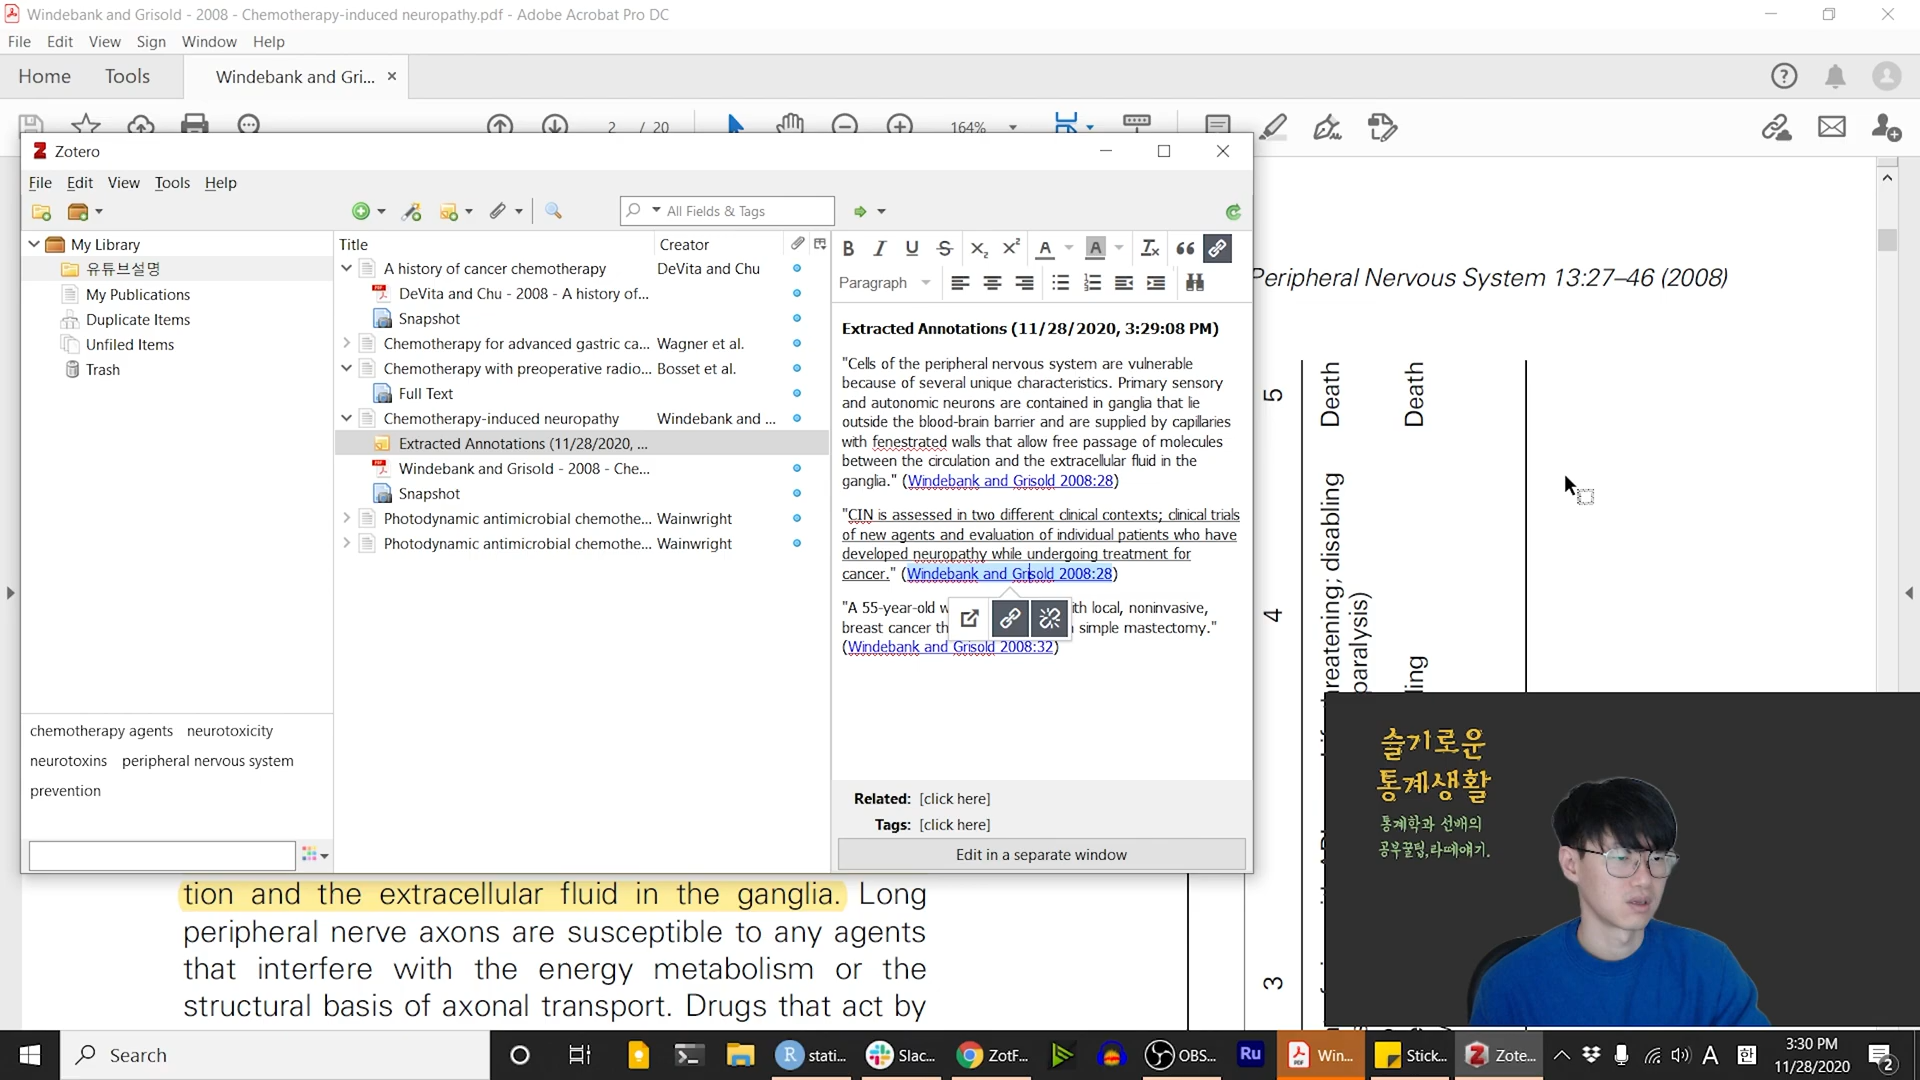 Windebank and Grisold - 2008 - Chemotherapy-induced neuropathy.pdf - Adobe Acrobat Pro DC
File Edit View Sign Window Help
Home Tools Windebank and Gri... ×
2 / 20 164%
Zotero
File Edit View Tools Help
All Fields & Tags
My Library
유튜브설명
My Publications
Duplicate Items
Unfiled Items
Trash
chemotherapy agents neurotoxicity
neurotoxins peripheral nervous system
prevention
Title Creator
A history of cancer chemotherapy DeVita and Chu
DeVita and Chu - 2008 - A history of...
Snapshot
Chemotherapy for advanced gastric ca... Wagner et al.
Chemotherapy with preoperative radio... Bosset et al.
Full Text
Chemotherapy-induced neuropathy Windebank and ...
Extracted Annotations (11/28/2020, ...
Windebank and Grisold - 2008 - Che...
Snapshot
Photodynamic antimicrobial chemothe... Wainwright
Photodynamic antimicrobial chemothe... Wainwright
Paragraph
Extracted Annotations (11/28/2020, 3:29:08 PM)
"Cells of the peripheral nervous system are vulnerable
because of several unique characteristics. Primary sensory
and autonomic neurons are contained in ganglia that lie
outside the blood-brain barrier and are supplied by capillaries
with fenestrated walls that allow free passage of molecules
between the circulation and the extracellular fluid in the
ganglia." (Windebank and Grisold 2008:28)
"CIN is assessed in two different clinical contexts; clinical trials
of new agents and evaluation of individual patients who have
developed neuropathy while undergoing treatment for
cancer." (Windebank and Grisold 2008:28)
"A 55-year-old w ith local, noninvasive,
breast cancer th simple mastectomy."
(Windebank and Grisold 2008:32)
Related: [click here]
Tags: [click here]
Edit in a separate window
Peripheral Nervous System 13:27–46 (2008)
5 Death Death
4 reatening; disabling
paralysis)
ling
3
슬기로운
통계생활
통계학과 선배의
공부꿀팁,라떼얘기.
tion and the extracellular fluid in the ganglia. Long
peripheral nerve axons are susceptible to any agents
that interfere with the energy metabolism or the
structural basis of axonal transport. Drugs that act by
Search
R stati... Slac... ZotF... OBS... Ru Win... Stick... Zote... A 한
3:30 PM
11/28/2020
2